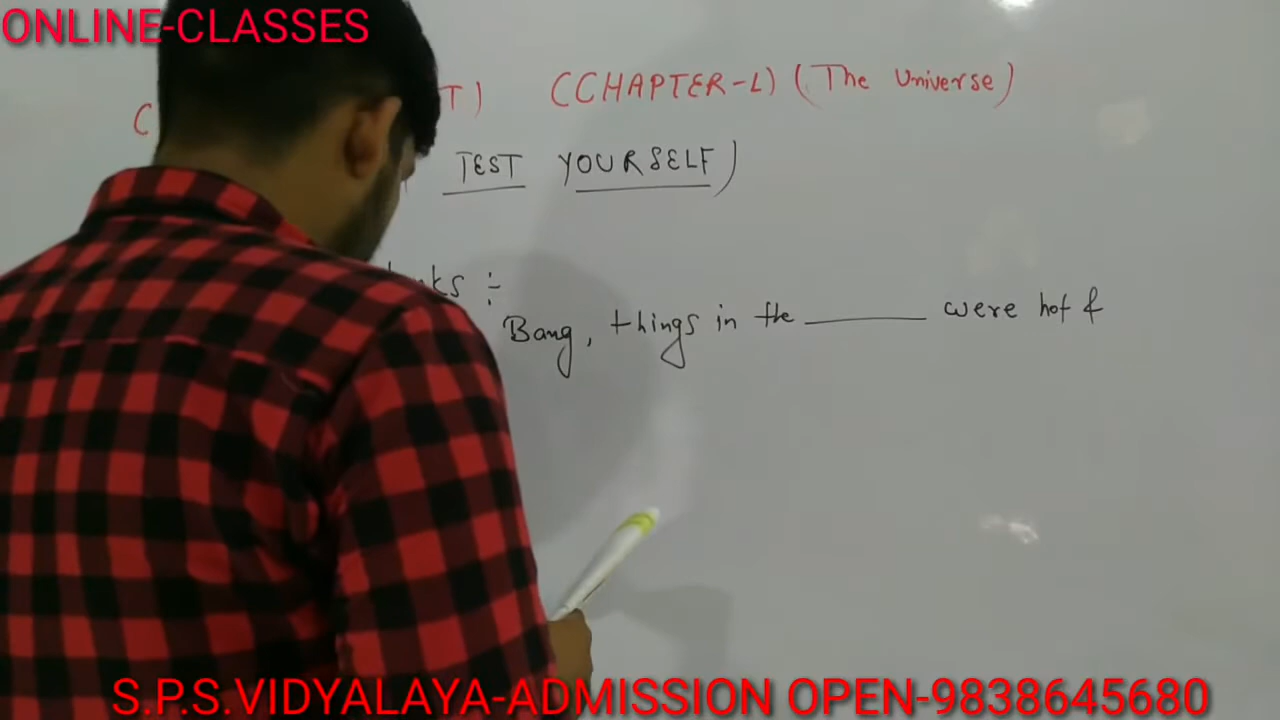 ONLINE-CLASSES
C T) (CHAPTER-1) (The Universe)
TEST YOURSELF)
:-
Bang, things in the ______ were hot &
S.P.S.VIDYALAYA-ADMISSION OPEN-9838645680